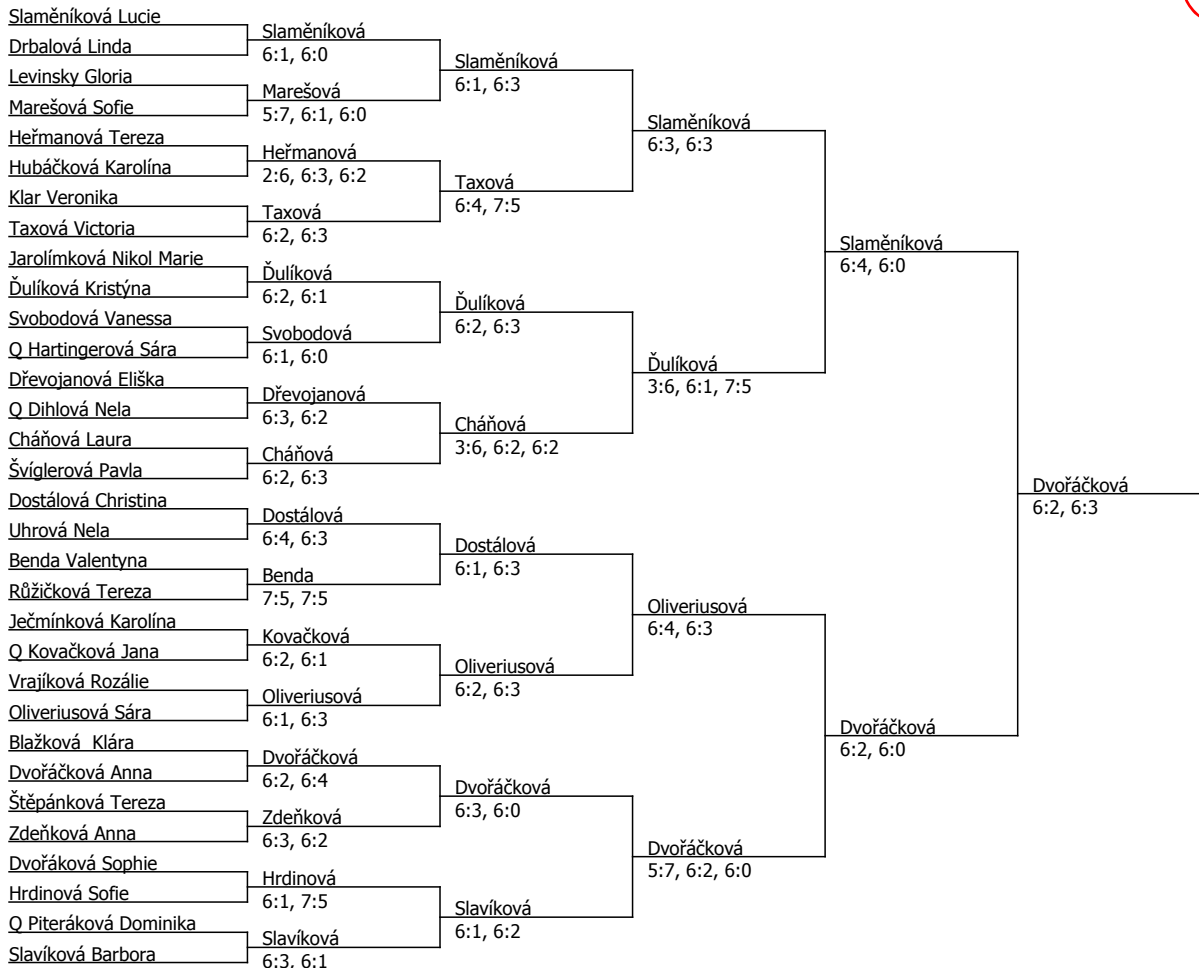 Slaměníková Lucie
Drbalová Linda
Levinsky Gloria
Marešová Sofie
Heřmanová Tereza
Hubáčková Karolína
Klar Veronika
Taxová Victoria
Jarolímková Nikol Marie
Ďulíková Kristýna
Svobodová Vanessa
Q Hartingerová Sára
Dřevojanová Eliška
Q Dihlová Nela
Cháňová Laura
Švíglerová Pavla
Dostálová Christina
Uhrová Nela
Benda Valentyna
Růžičková Tereza
Ječmínková Karolína
Q Kovačková Jana
Vrajíková Rozálie
Oliveriusová Sára
Blažková  Klára
Dvořáčková Anna
Štěpánková Tereza
Zdeňková Anna
Dvořáková Sophie
Hrdinová Sofie
Q Piteráková Dominika
Slavíková Barbora
Slaměníková
6:1, 6:0
Marešová
5:7, 6:1, 6:0
Heřmanová
2:6, 6:3, 6:2
Taxová
6:2, 6:3
Ďulíková
6:2, 6:1
Svobodová
6:1, 6:0
Dřevojanová
6:3, 6:2
Cháňová
6:2, 6:3
Dostálová
6:4, 6:3
Benda
7:5, 7:5
Kovačková
6:2, 6:1
Oliveriusová
6:1, 6:3
Dvořáčková
6:2, 6:4
Zdeňková
6:3, 6:2
Hrdinová
6:1, 7:5
Slavíková
6:3, 6:1
Slaměníková
6:1, 6:3
Taxová
6:4, 7:5
Ďulíková
6:2, 6:3
Cháňová
3:6, 6:2, 6:2
Dostálová
6:1, 6:3
Oliveriusová
6:2, 6:3
Dvořáčková
6:3, 6:0
Slavíková
6:1, 6:2
Slaměníková
6:3, 6:3
Ďulíková
3:6, 6:1, 7:5
Oliveriusová
6:4, 6:3
Dvořáčková
5:7, 6:2, 6:0
Slaměníková
6:4, 6:0
Dvořáčková
6:2, 6:0
Dvořáčková
6:2, 6:3